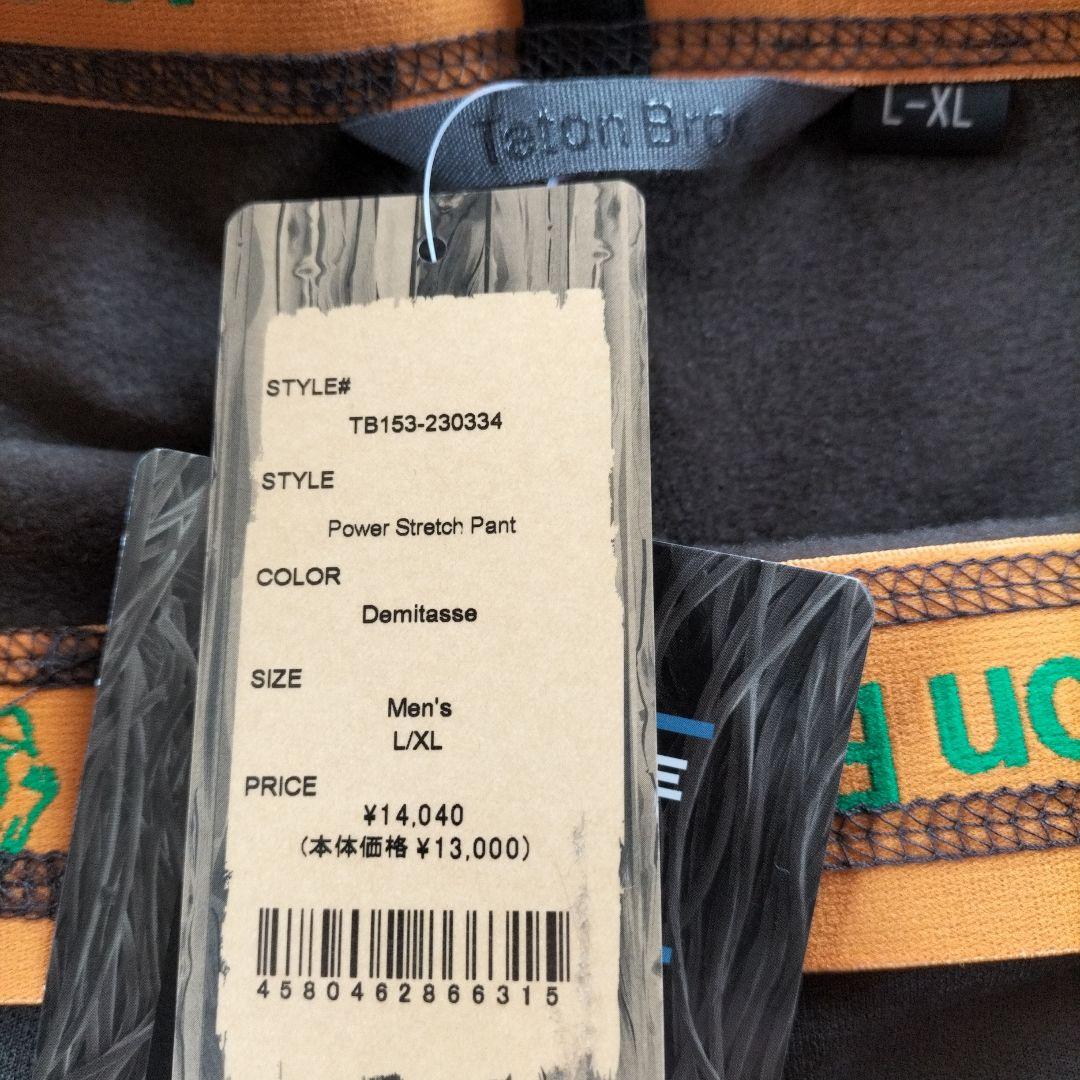 Teton Bro
L-XL
STYLE#
TB153-230334
STYLE
Power Stretch Pant
COLOR
Demitasse
SIZE
Men's
L/XL
PRICE
¥14,040
(本体価格 ¥13,000)
4580462866315
E
on B